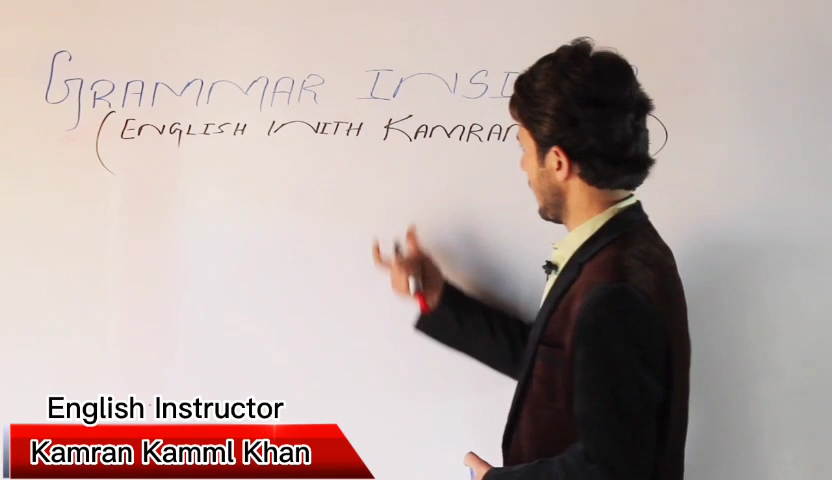 GRAMMAR
(ENGLISH WITH KAMRAN )
English Instructor
Kamran Kamml Khan